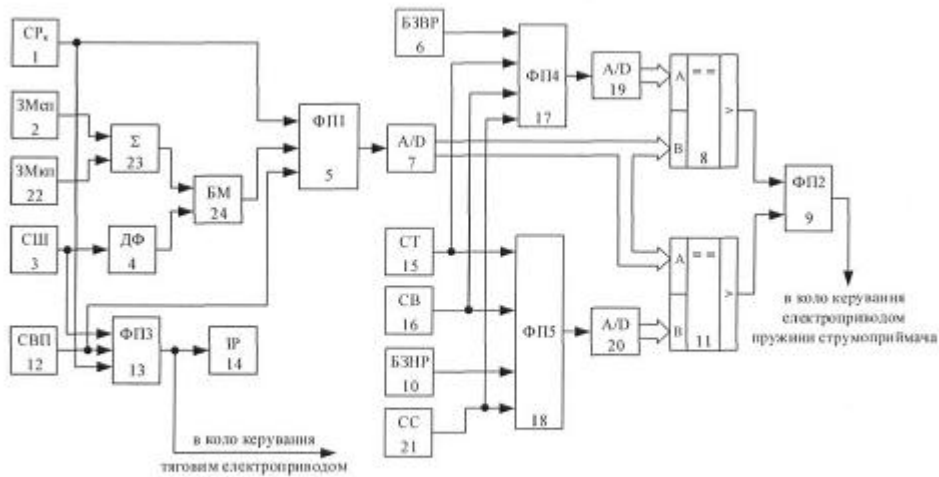 СРк
1
ЗМсп
2
ЗМкп
22
СШ
3
СВП
12
Σ
23
ДФ
4
БМ
24
ФП3
13
ІР
14
ФП1
5
A/D
7
в коло керування
тяговим електроприводом
БЗВР
6
СТ
15
СВ
16
БЗНР
10
СС
21
ФП4
17
ФП5
18
A/D
19
A/D
20
A
B
= =
>
8
A
B
= =
>
11
ФП2
9
в коло керування
електроприводом
пружини струмоприймача